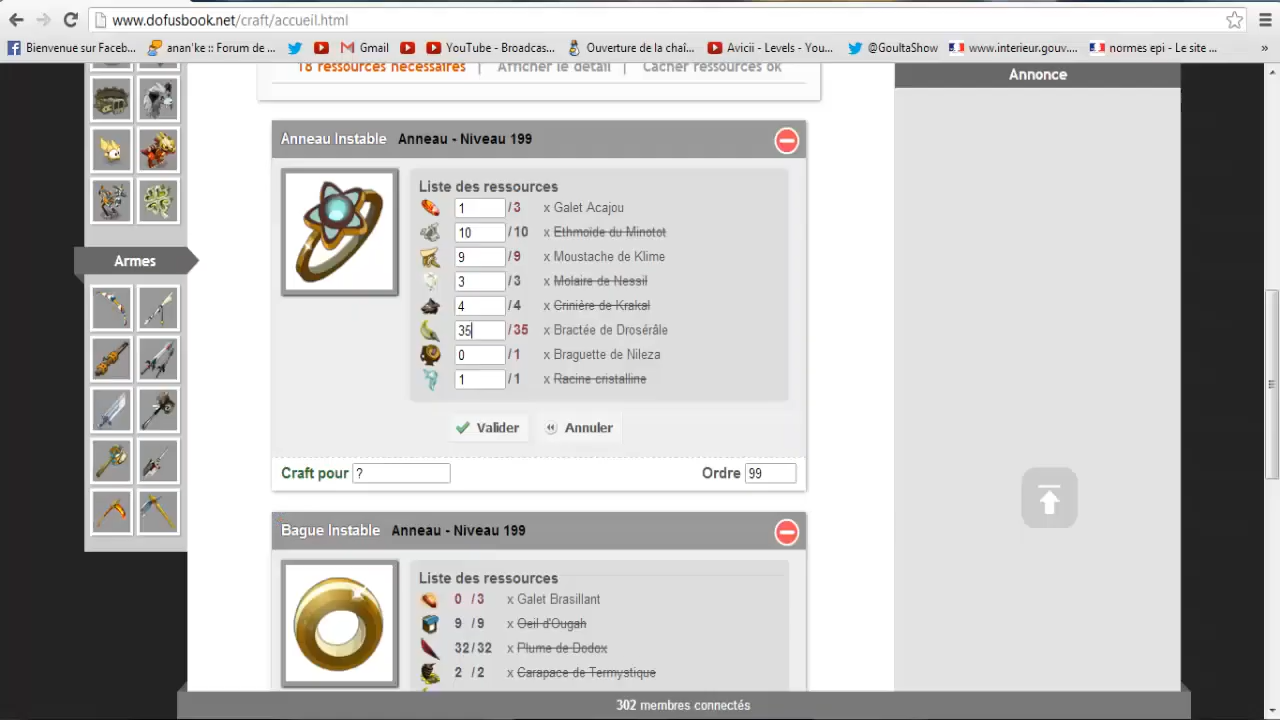 www.dofusbook.net/craft/accueil.html
Bienvenue sur Faceb... anan'ke :: Forum de ... Gmail YouTube - Broadcas... Ouverture de la chaî... Avicii - Levels - You... @GoultaShow www.interieur.gouv.... normes epi - Le site ... »
18 ressources nécessaires | Afficher le détail | Cacher ressources ok
Annonce
Anneau Instable Anneau - Niveau 199
Liste des ressources
1 /3 x Galet Acajou
10 /10 x Ethmoïde du Minotot
9 /9 x Moustache de Klime
3 /3 x Molaire de Nessil
4 /4 x Crinière de Krakal
35 /35 x Bractée de Drosérâle
0 /1 x Braguette de Nileza
1 /1 x Racine cristalline
Valider Annuler
Craft pour ? Ordre 99
Armes
Bague Instable Anneau - Niveau 199
Liste des ressources
0 /3 x Galet Brasillant
9 /9 x Oeil d'Ougah
32/32 x Plume de Dodox
2 /2 x Carapace de Termystique
302 membres connectés